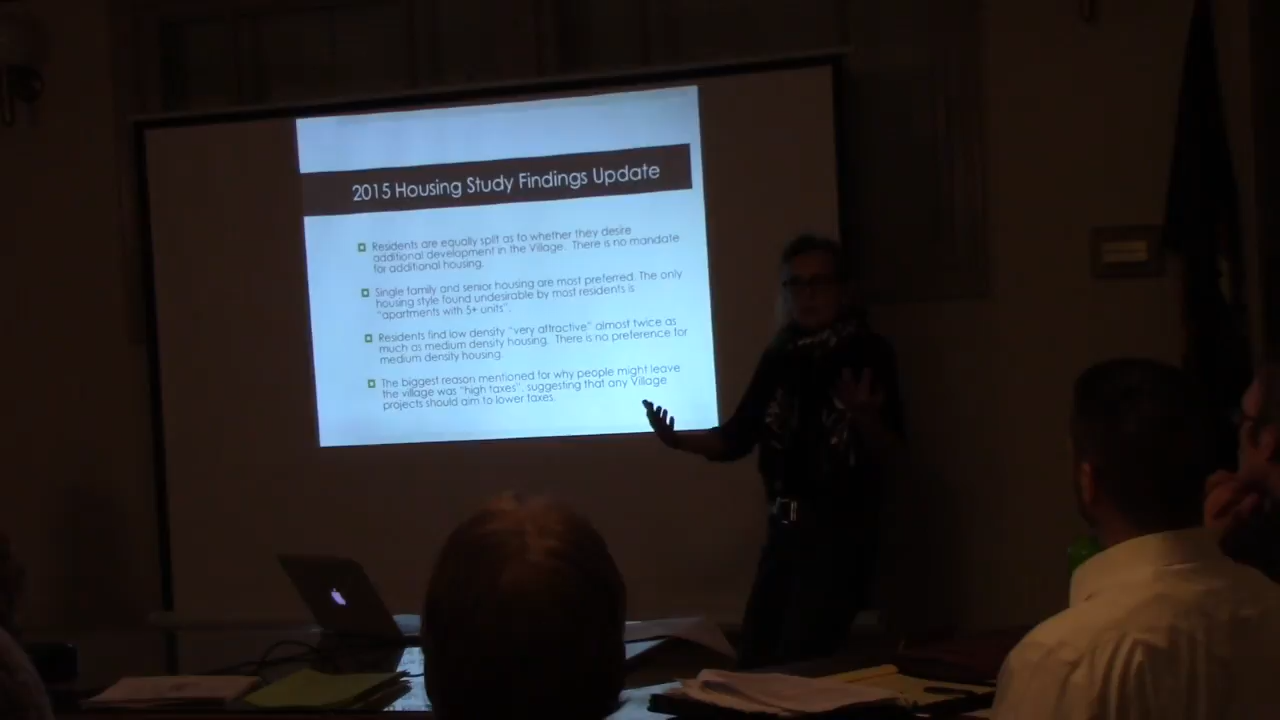 2015 Housing Study Findings Update
Residents are equally split as to whether they desire
additional development in the Village. There is no mandate
for additional housing.
Single family and senior housing are most preferred. The only
housing style found undesirable by most residents is
"apartments with 5+ units".
Residents find low density "very attractive" almost twice as
much as medium density housing. There is no preference for
medium density housing.
The biggest reason mentioned for why people might leave
the village was "high taxes", suggesting that any Village
projects should aim to lower taxes.